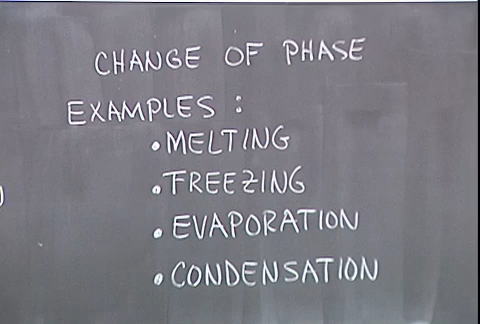 CHANGE OF PHASE
EXAMPLES :
• MELTING
• FREEZING
• EVAPORATION
• CONDENSATION